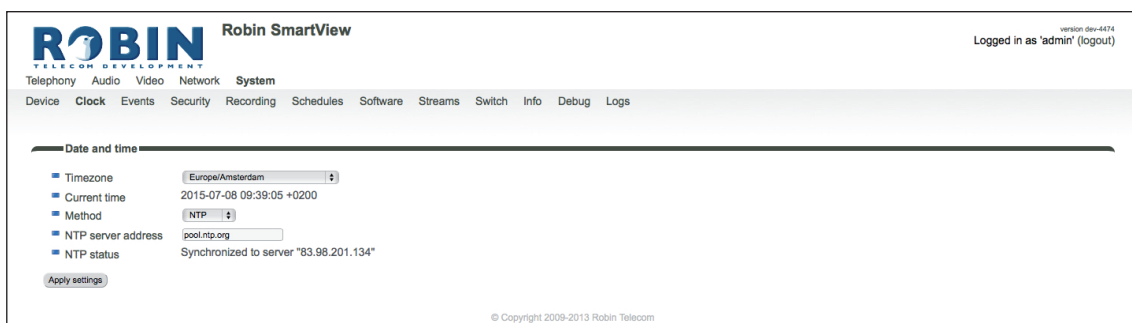 ROBIN
TELECOM DEVELOPMENT
Robin SmartView
version dev-4474
Logged in as 'admin' (logout)
Telephony Audio Video Network System
Device Clock Events Security Recording Schedules Software Streams Switch Info Debug Logs
Date and time
Timezone Europe/Amsterdam
Current time 2015-07-08 09:39:05 +0200
Method NTP
NTP server address pool.ntp.org
NTP status Synchronized to server "83.98.201.134"
Apply settings
© Copyright 2009-2013 Robin Telecom